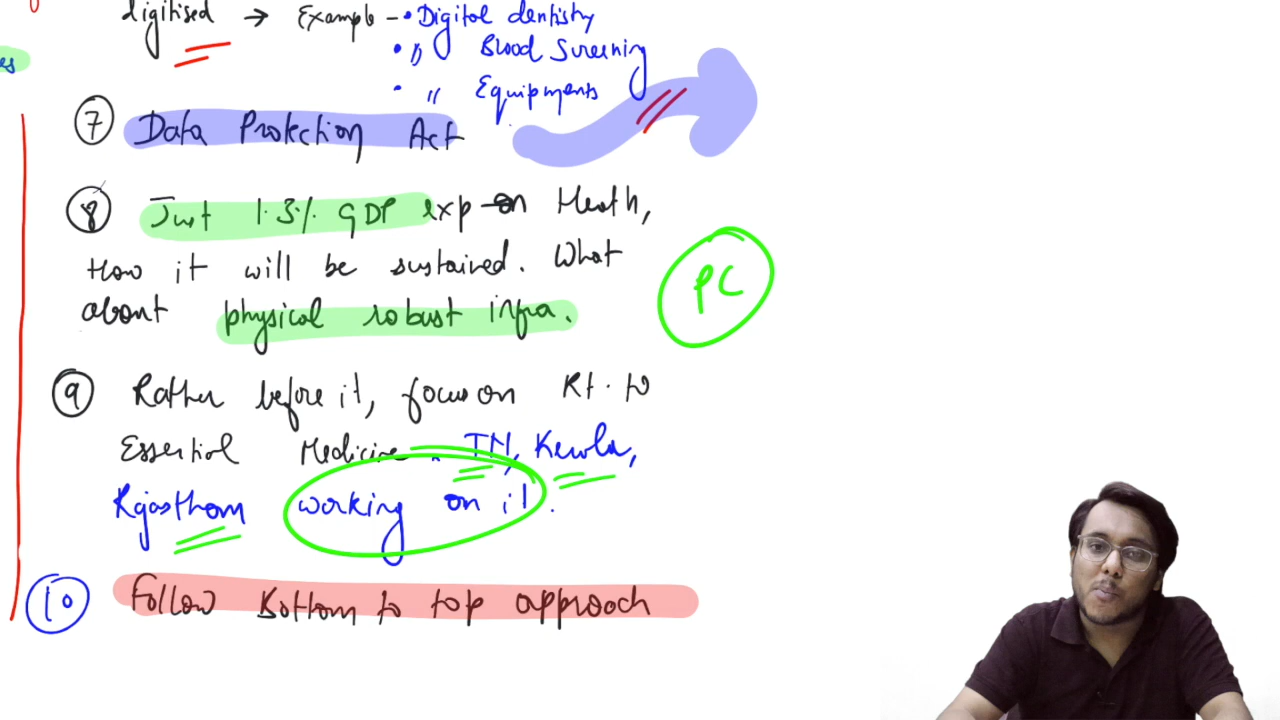 digitised → Example - • Digital dentistry
es • " Blood Screening
• " Equipments
7 Data Protection Act
8 Just 1.3% GDP exp on Health,
How it will be sustained. What
about physical robust infra.
PC
9 Rather before it, focus on Rt. to
Essential Medicine. TN, Kerala,
Rajasthan working on it.
10 Follow Bottom to top approach